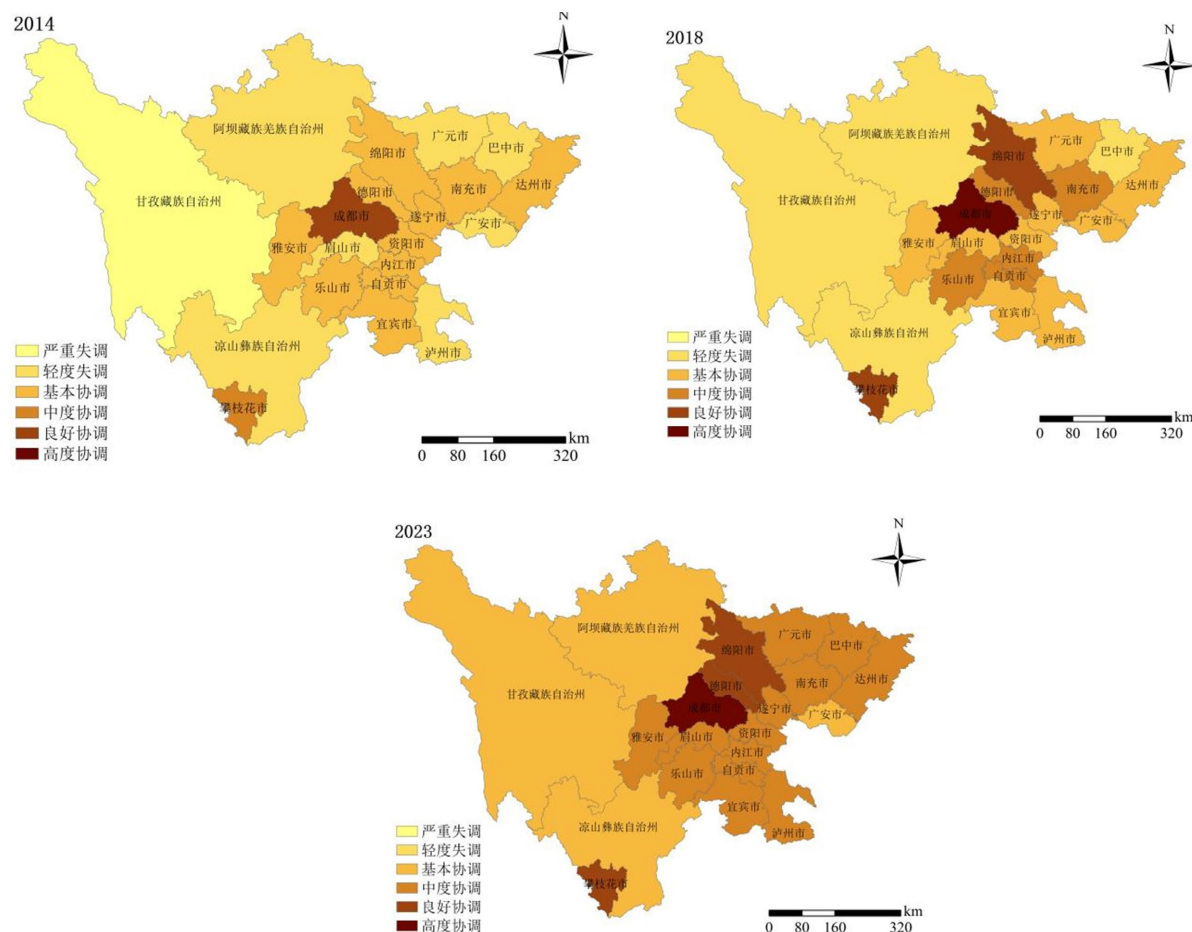 2014
N
阿坝藏族羌族自治州
广元市
巴中市
绵阳市
甘孜藏族自治州
德阳市
南充市
达州市
成都市
遂宁市
广安市
雅安市
眉山市
资阳市
内江市
乐山市
自贡市
宜宾市
凉山彝族自治州
泸州市
攀枝花市
严重失调
轻度失调
基本协调
中度协调
良好协调
高度协调
km
0 80 160 320
2018
N
阿坝藏族羌族自治州
广元市
巴中市
绵阳市
甘孜藏族自治州
德阳市
南充市
达州市
成都市
遂宁市
广安市
雅安市
眉山市
资阳市
内江市
乐山市
自贡市
宜宾市
凉山彝族自治州
泸州市
攀枝花市
严重失调
轻度失调
基本协调
中度协调
良好协调
高度协调
km
0 80 160 320
2023
N
阿坝藏族羌族自治州
广元市
巴中市
绵阳市
甘孜藏族自治州
德阳市
南充市
达州市
成都市
遂宁市
广安市
雅安市
眉山市
资阳市
内江市
乐山市
自贡市
宜宾市
凉山彝族自治州
泸州市
攀枝花市
严重失调
轻度失调
基本协调
中度协调
良好协调
高度协调
km
0 80 160 320